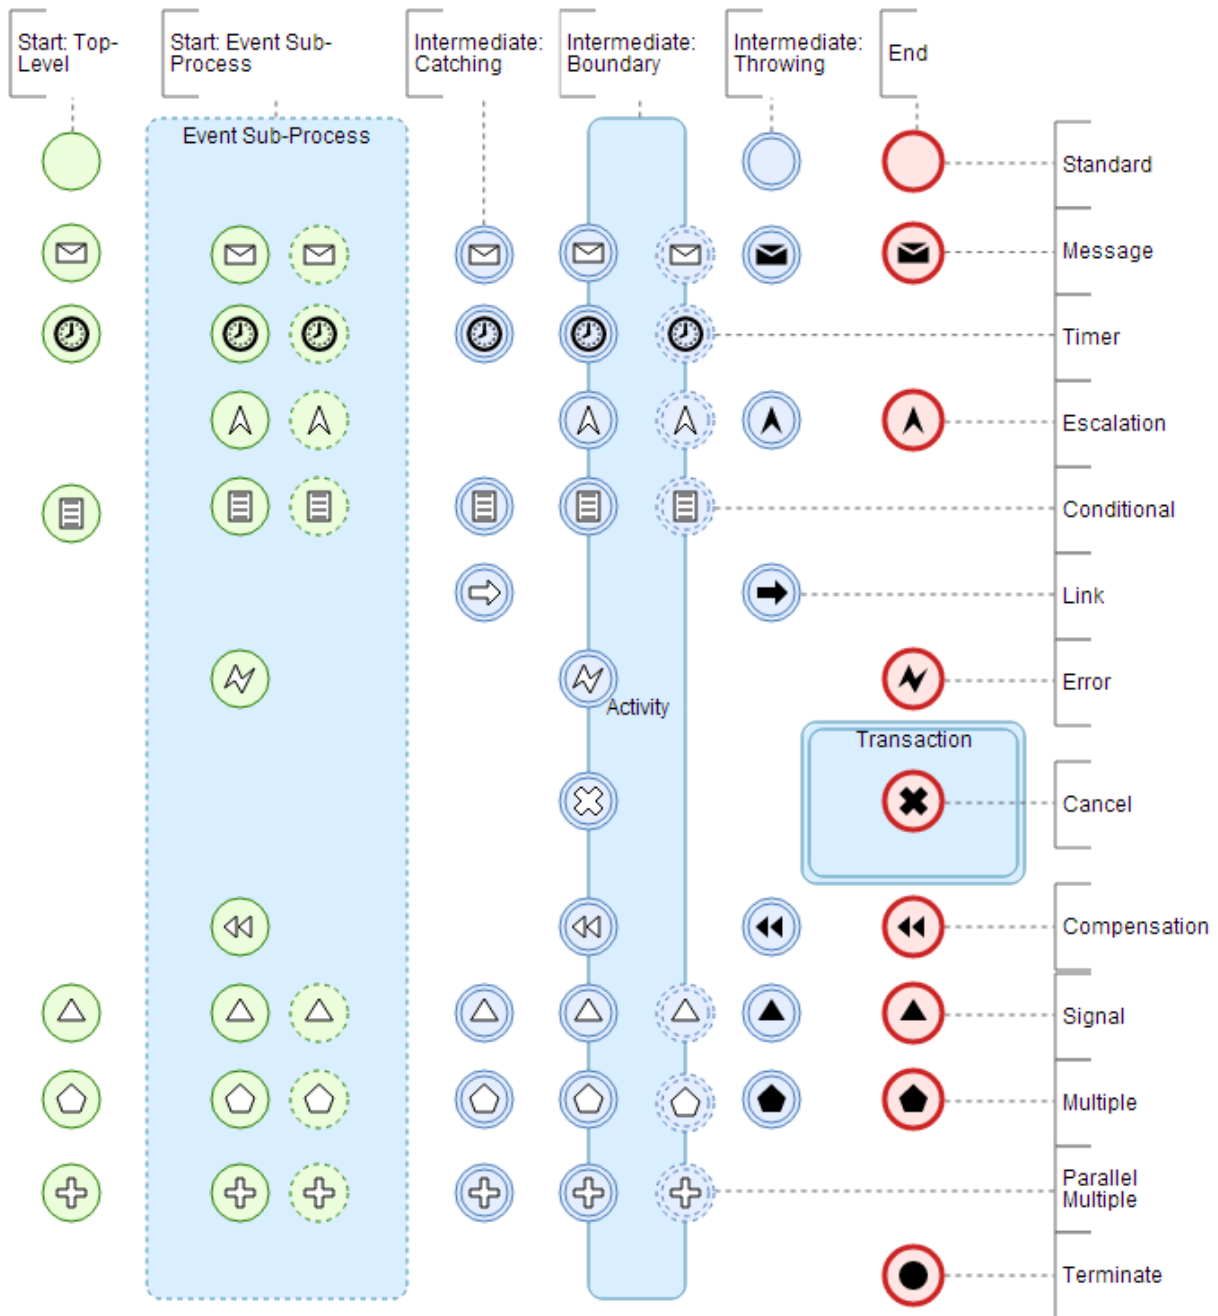 Start: Top-
Level
Start: Event Sub-
Process
Intermediate:
Catching
Intermediate:
Boundary
Intermediate:
Throwing
End
Event Sub-Process
Standard
Message
Timer
Escalation
Conditional
Link
Error
Activity
Transaction
Cancel
Compensation
Signal
Multiple
Parallel
Multiple
Terminate